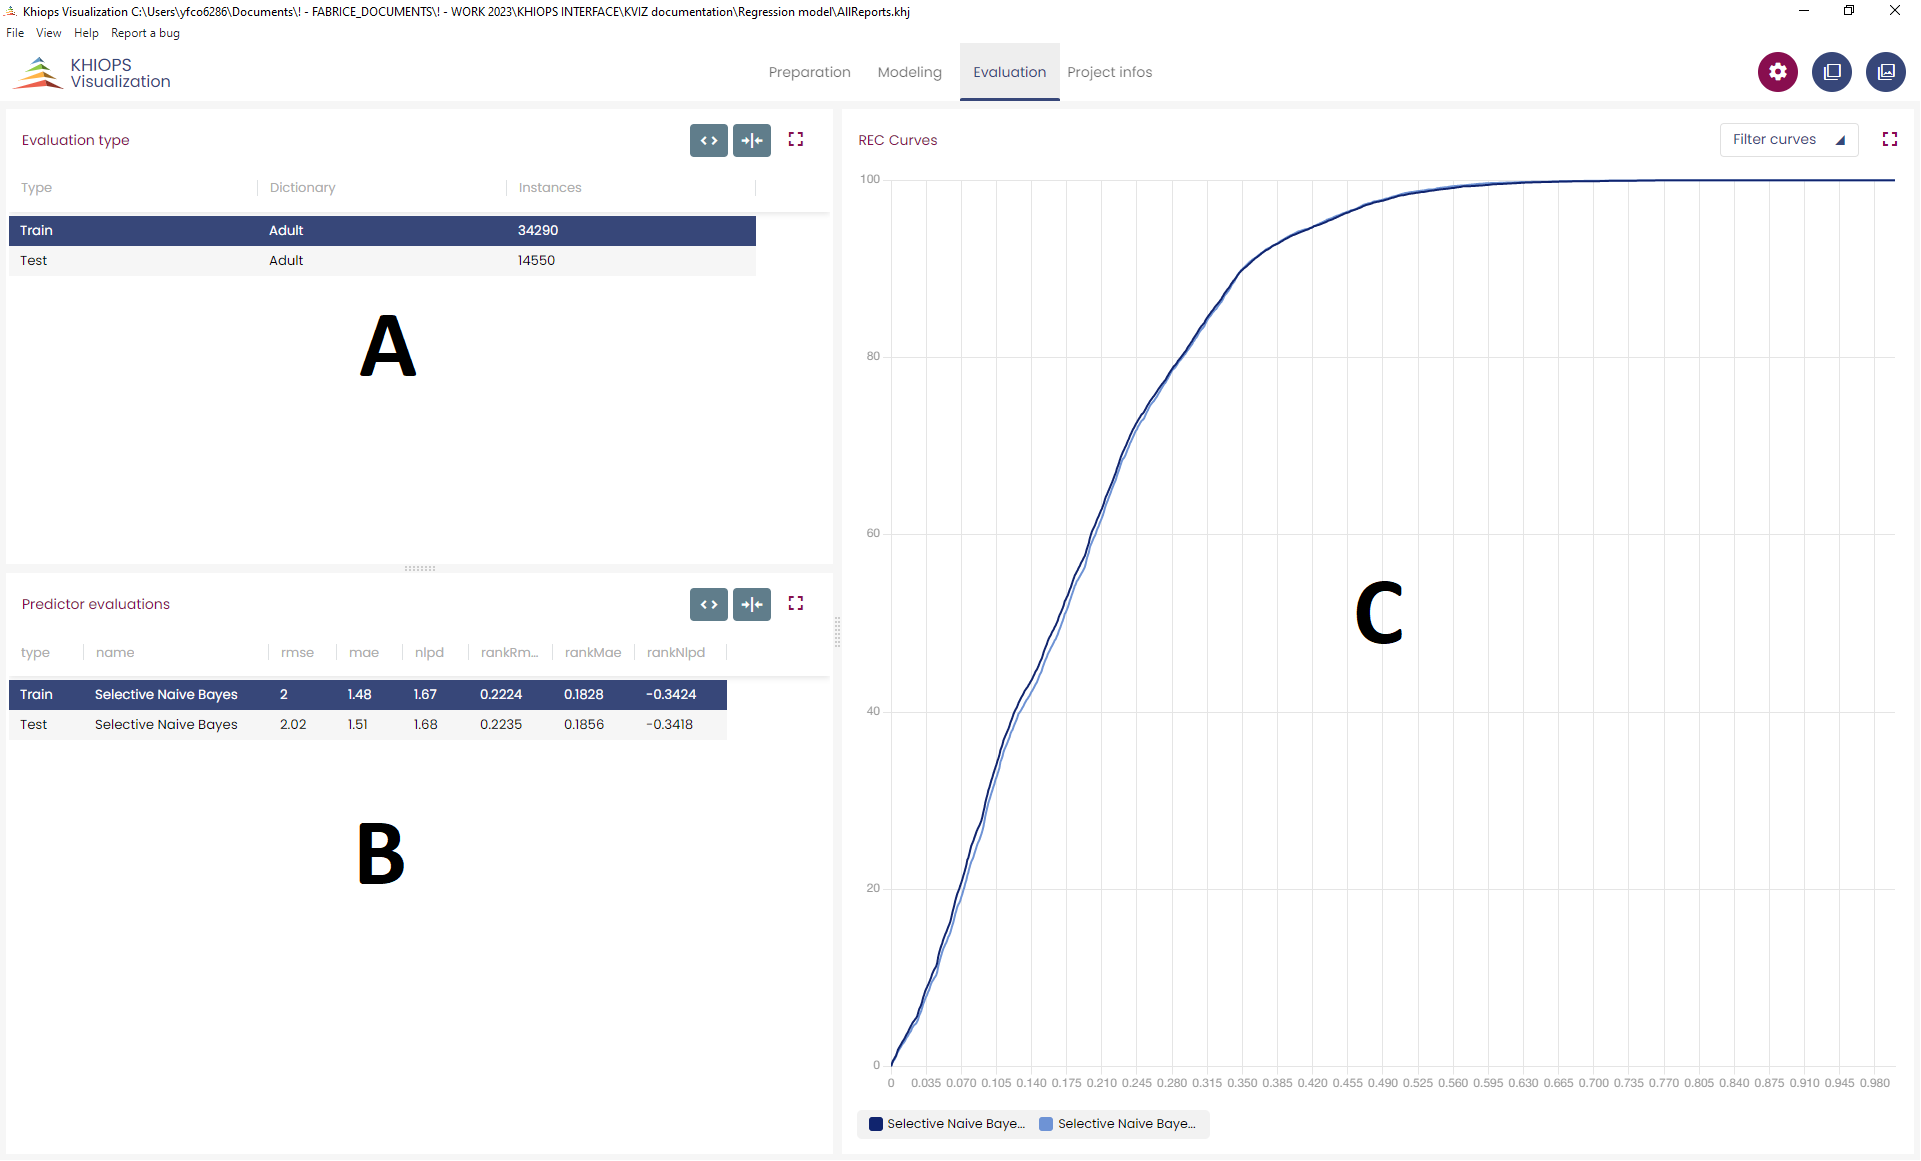 Khiops Visualization C:\Users\yfco6286\Documents\! - FABRICE_DOCUMENTS\! - WORK 2023\KHIOPS INTERFACE\KVIZ documentation\Regression model\AllReports.khj
File View Help Report a bug
KHIOPS
Visualization
Preparation Modeling Evaluation Project infos
Evaluation type
Type Dictionary Instances
Train Adult 34290
Test Adult 14550
A
Predictor evaluations
type name rmse mae nlpd rankRm... rankMae rankNlpd
Train Selective Naive Bayes 2 1.48 1.67 0.2224 0.1828 -0.3424
Test Selective Naive Bayes 2.02 1.51 1.68 0.2235 0.1856 -0.3418
B
REC Curves
Filter curves
100
80
60
40
20
0
C
0 0.035 0.070 0.105 0.140 0.175 0.210 0.245 0.280 0.315 0.350 0.385 0.420 0.455 0.490 0.525 0.560 0.595 0.630 0.665 0.700 0.735 0.770 0.805 0.840 0.875 0.910 0.945 0.980
Selective Naive Baye... Selective Naive Baye...